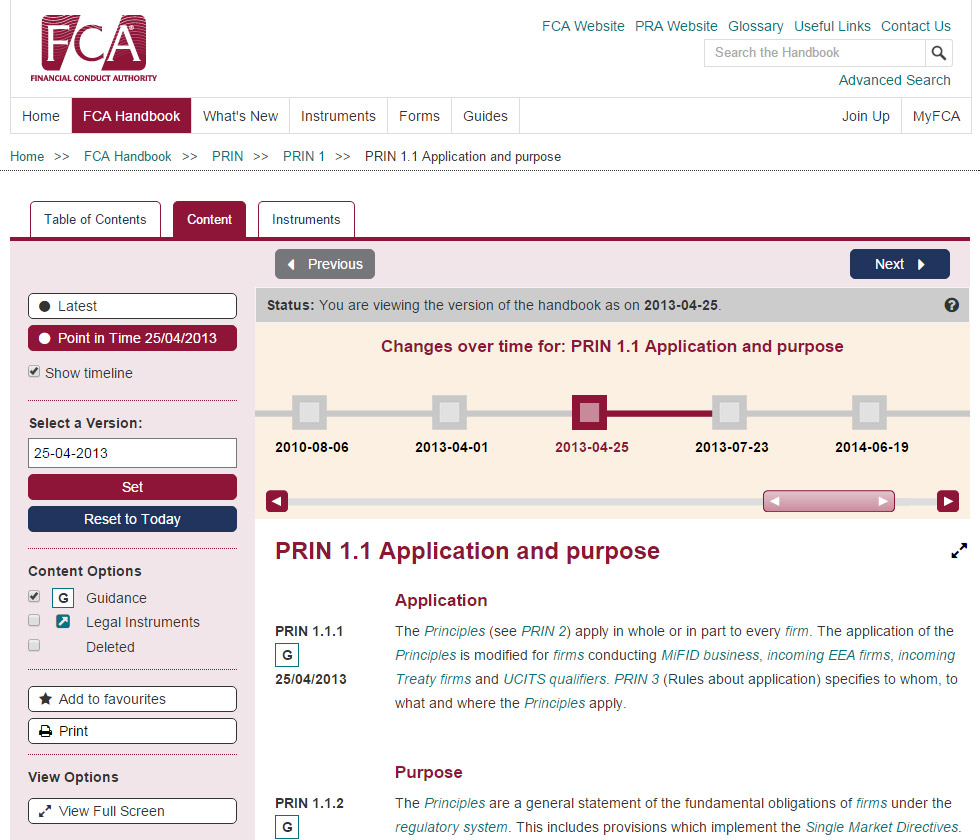 FCA
FINANCIAL CONDUCT AUTHORITY
FCA Website PRA Website Glossary Useful Links Contact Us
Search the Handbook
Advanced Search
Home FCA Handbook What's New Instruments Forms Guides Join Up MyFCA
Home >> FCA Handbook >> PRIN >> PRIN 1 >> PRIN 1.1 Application and purpose
Table of Contents Content Instruments
Previous Next
Latest
Point in Time 25/04/2013
Show timeline
Select a Version:
25-04-2013
Set
Reset to Today
Content Options
G Guidance
Legal Instruments
Deleted
Add to favourites
Print
View Options
View Full Screen
Status: You are viewing the version of the handbook as on 2013-04-25.
?
Changes over time for: PRIN 1.1 Application and purpose
2010-08-06 2013-04-01 2013-04-25 2013-07-23 2014-06-19
PRIN 1.1 Application and purpose
Application
PRIN 1.1.1
G
25/04/2013
The Principles (see PRIN 2) apply in whole or in part to every firm. The application of the
Principles is modified for firms conducting MiFID business, incoming EEA firms, incoming
Treaty firms and UCITS qualifiers. PRIN 3 (Rules about application) specifies to whom, to
what and where the Principles apply.
Purpose
PRIN 1.1.2
G
The Principles are a general statement of the fundamental obligations of firms under the
regulatory system. This includes provisions which implement the Single Market Directives.